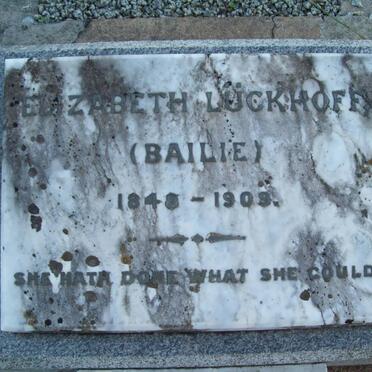 ELIZABETH LÜCKHOFF
(BAILIE)
1848 - 1909.
SHE HATH DONE WHAT SHE COULD